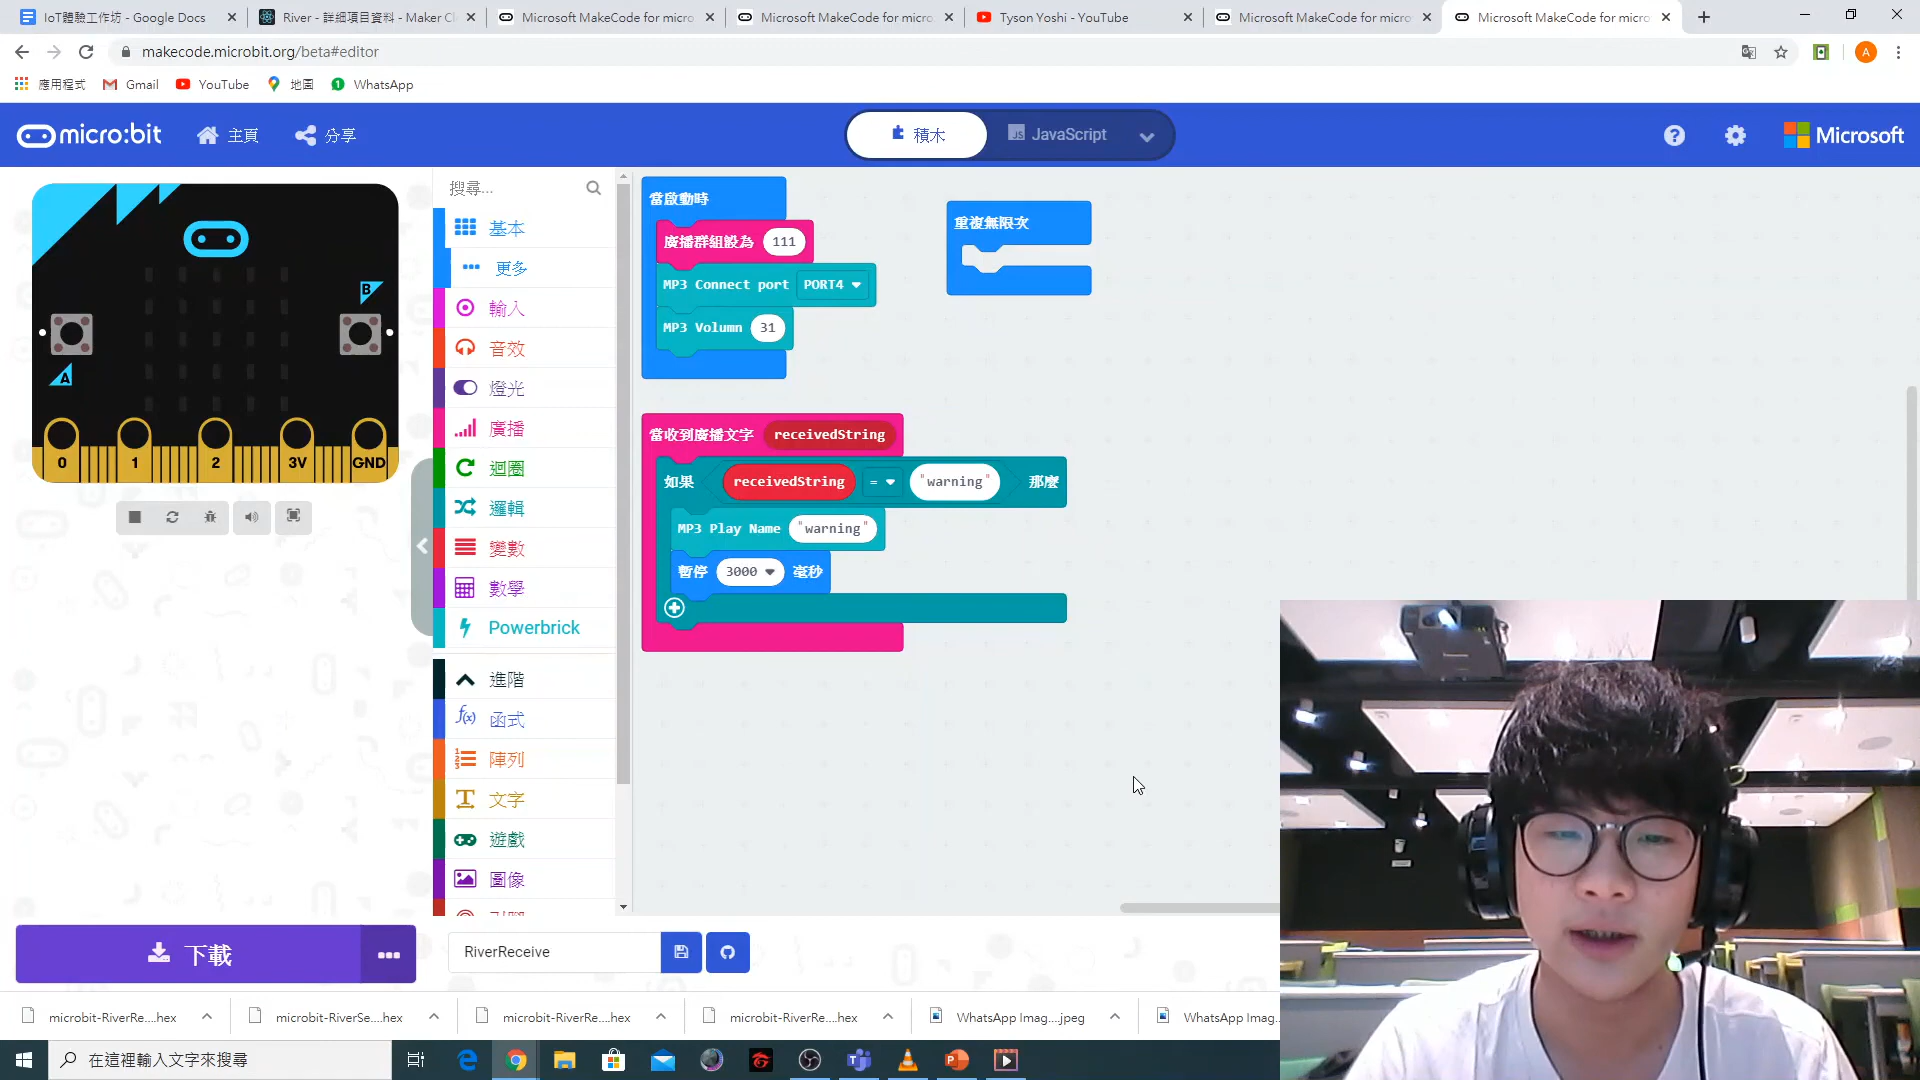 IoT體驗工作坊 - Google Docs
River - 詳細項目資料 - Maker Cl
Microsoft MakeCode for micro
Microsoft MakeCode for micro
Tyson Yoshi - YouTube
Microsoft MakeCode for micro
Microsoft MakeCode for micro
makecode.microbit.org/beta#editor
A
應用程式
Gmail
YouTube
地圖
WhatsApp
micro:bit
主頁
分享
積木
JS JavaScript
Microsoft
B
A
0 1 2 3V GND
搜尋...
基本
更多
輸入
音效
燈光
廣播
迴圈
邏輯
變數
數學
Powerbrick
進階
函式
陣列
文字
遊戲
圖像
當啟動時
廣播群組設為 111
MP3 Connect port PORT4
MP3 Volumn 31
重複無限次
當收到廣播文字 receivedString
如果 receivedString = "warning" 那麼
MP3 Play Name "warning"
暫停 3000 毫秒
下載
RiverReceive
microbit-RiverRe....hex
microbit-RiverSe....hex
microbit-RiverRe....hex
microbit-RiverRe....hex
WhatsApp Imag....jpeg
WhatsApp Imag.
在這裡輸入文字來搜尋